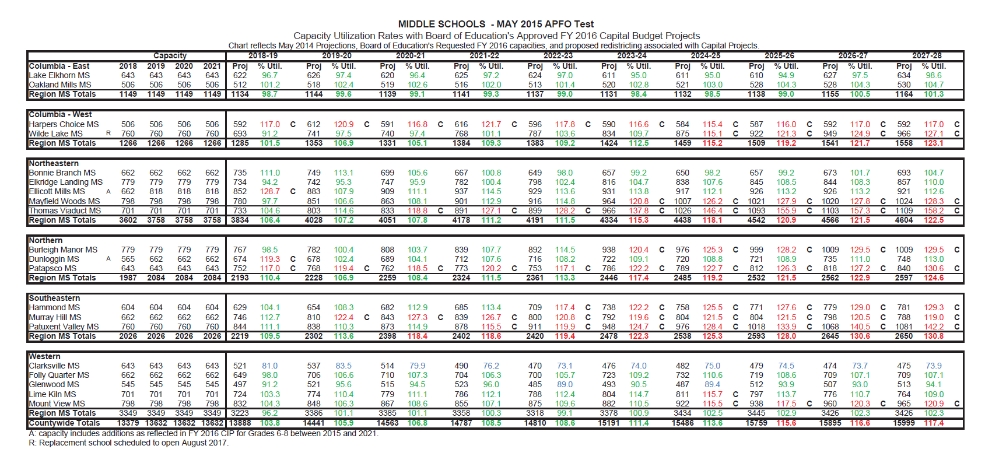 MIDDLE SCHOOLS - MAY 2015 APFO Test
Capacity Utilization Rates with Board of Education's Approved FY 2016 Capital Budget Projects
Chart reflects May 2014 Projections, Board of Education's Requested FY 2016 capacities, and proposed redistricting associated with Capital Projects.
Capacity 2018-19 2019-20 2020-21 2021-22 2022-23 2023-24 2024-25 2025-26 2026-27 2027-28
Columbia - East 2018 2019 2020 2021 Proj % Util. Proj % Util. Proj % Util. Proj % Util. Proj % Util. Proj % Util. Proj % Util. Proj % Util. Proj % Util. Proj % Util.
Lake Elkhorn MS 643 643 643 643 622 96.7 626 97.4 620 96.4 625 97.2 624 97.0 611 95.0 611 95.0 610 94.9 627 97.5 634 98.6
Oakland Mills MS 506 506 506 506 512 101.2 518 102.4 519 102.6 516 102.0 513 101.4 520 102.8 521 103.0 528 104.3 528 104.3 530 104.7
Region MS Totals 1149 1149 1149 1149 1134 98.7 1144 99.6 1139 99.1 1141 99.3 1137 99.0 1131 98.4 1132 98.5 1138 99.0 1155 100.5 1164 101.3
Columbia - West
Harpers Choice MS 506 506 506 506 592 117.0 C 612 120.9 C 591 116.8 C 616 121.7 C 596 117.8 C 590 116.6 C 584 115.4 C 587 116.0 C 592 117.0 C 592 117.0 C
Wilde Lake MS R 760 760 760 760 693 91.2 741 97.5 740 97.4 768 101.1 787 103.6 834 109.7 875 115.1 C 922 121.3 C 949 124.9 C 966 127.1 C
Region MS Totals 1266 1266 1266 1266 1285 101.5 1353 106.9 1331 105.1 1384 109.3 1383 109.2 1424 112.5 1459 115.2 1509 119.2 1541 121.7 1558 123.1
Northeastern
Bonnie Branch MS 662 662 662 662 735 111.0 749 113.1 699 105.6 667 100.8 649 98.0 657 99.2 650 98.2 657 99.2 673 101.7 693 104.7
Elkridge Landing MS 779 779 779 779 734 94.2 742 95.3 747 95.9 782 100.4 798 102.4 816 104.7 838 107.6 845 108.5 844 108.3 857 110.0
Ellicott Mills MS A 662 818 818 818 852 128.7 C 883 107.9 909 111.1 937 114.5 929 113.6 931 113.8 917 112.1 926 113.2 926 113.2 921 112.6
Mayfield Woods MS 798 798 798 798 780 97.7 851 106.6 863 108.1 901 112.9 916 114.8 964 120.8 C 1007 126.2 C 1021 127.9 C 1020 127.8 C 1024 128.3 C
Thomas Viaduct MS 701 701 701 701 733 104.6 803 114.6 833 118.8 C 891 127.1 C 899 128.2 C 966 137.8 C 1026 146.4 C 1093 155.9 C 1103 157.3 C 1109 158.2 C
Region MS Totals 3602 3758 3758 3758 3834 106.4 4028 107.2 4051 107.8 4178 111.2 4191 111.5 4334 115.3 4438 118.1 4542 120.9 4566 121.5 4604 122.5
Northern
Burleigh Manor MS 779 779 779 779 767 98.5 782 100.4 808 103.7 839 107.7 892 114.5 938 120.4 C 976 125.3 C 999 128.2 C 1009 129.5 C 1009 129.5 C
Dunloggin MS A 565 662 662 662 674 119.3 C 678 102.4 689 104.1 712 107.6 716 108.2 722 109.1 720 108.8 721 108.9 735 111.0 748 113.0
Patapsco MS 643 643 643 643 752 117.0 C 768 119.4 C 762 118.5 C 773 120.2 C 753 117.1 C 786 122.2 C 789 122.7 C 812 126.3 C 818 127.2 C 840 130.6 C
Region MS Totals 1987 2084 2084 2084 2193 110.4 2228 106.9 2259 108.4 2324 111.5 2361 113.3 2446 117.4 2485 119.2 2532 121.5 2562 122.9 2597 124.6
Southeastern
Hammond MS 604 604 604 604 629 104.1 654 108.3 682 112.9 685 113.4 709 117.4 C 738 122.2 C 758 125.5 C 771 127.6 C 779 129.0 C 781 129.3 C
Murray Hill MS 662 662 662 662 746 112.7 810 122.4 C 843 127.3 C 839 126.7 C 800 120.8 C 792 119.6 C 804 121.5 C 804 121.5 C 798 120.5 C 788 119.0 C
Patuxent Valley MS 760 760 760 760 844 111.1 838 110.3 873 114.9 878 115.5 C 911 119.9 C 948 124.7 C 976 128.4 C 1018 133.9 C 1068 140.5 C 1081 142.2 C
Region MS Totals 2026 2026 2026 2026 2219 109.5 2302 113.6 2398 118.4 2402 118.6 2420 119.4 2478 122.3 2538 125.3 2593 128.0 2645 130.6 2650 130.8
Western
Clarksville MS 643 643 643 643 521 81.0 537 83.5 514 79.9 490 76.2 470 73.1 476 74.0 482 75.0 479 74.5 474 73.7 475 73.9
Folly Quarter MS 662 662 662 662 649 98.0 706 106.6 710 107.3 704 106.3 700 105.7 723 109.2 732 110.6 719 108.6 709 107.1 709 107.1
Glenwood MS 545 545 545 545 497 91.2 521 95.6 515 94.5 523 96.0 485 89.0 493 90.5 487 89.4 512 93.9 507 93.0 513 94.1
Lime Kiln MS 701 701 701 701 724 103.3 774 110.4 779 111.1 786 112.1 788 112.4 804 114.7 811 115.7 C 797 113.7 776 110.7 764 109.0
Mount View MS 798 798 798 798 832 104.3 848 106.3 867 108.6 855 107.1 875 109.6 882 110.5 922 115.5 C 938 117.5 C 960 120.3 C 965 120.9 C
Region MS Totals 3349 3349 3349 3349 3223 96.2 3386 101.1 3385 101.1 3358 100.3 3318 99.1 3378 100.9 3434 102.5 3445 102.9 3426 102.3 3426 102.3
Countywide Totals 13379 13632 13632 13632 13888 103.8 14441 105.9 14563 106.8 14787 108.5 14810 108.6 15191 111.4 15486 113.6 15759 115.6 15895 116.6 15999 117.4
A: capacity includes additions as reflected in FY 2016 CIP for Grades 6-8 between 2015 and 2021.
R: Replacement school scheduled to open August 2017.